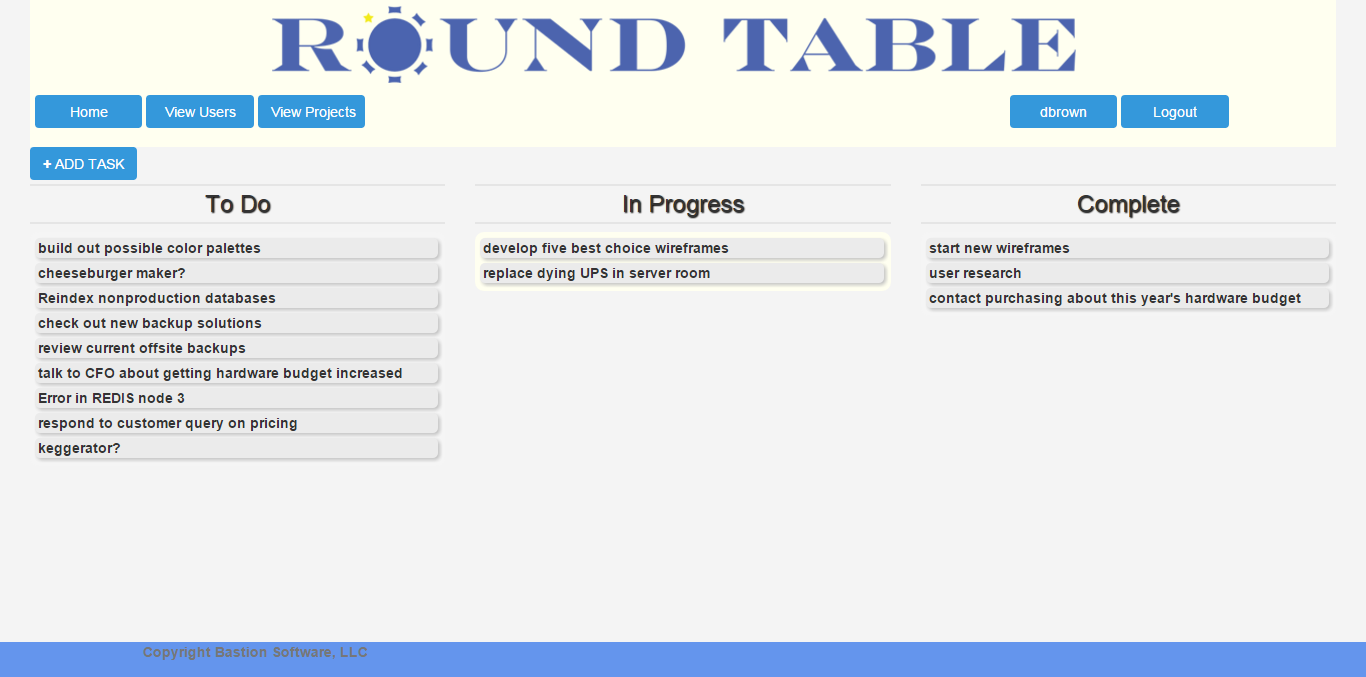 ROUND TABLE
Home View Users View Projects dbrown Logout
+ ADD TASK
To Do
build out possible color palettes
cheeseburger maker?
Reindex nonproduction databases
check out new backup solutions
review current offsite backups
talk to CFO about getting hardware budget increased
Error in REDIS node 3
respond to customer query on pricing
keggerator?
In Progress
develop five best choice wireframes
replace dying UPS in server room
Complete
start new wireframes
user research
contact purchasing about this year's hardware budget
Copyright Bastion Software, LLC